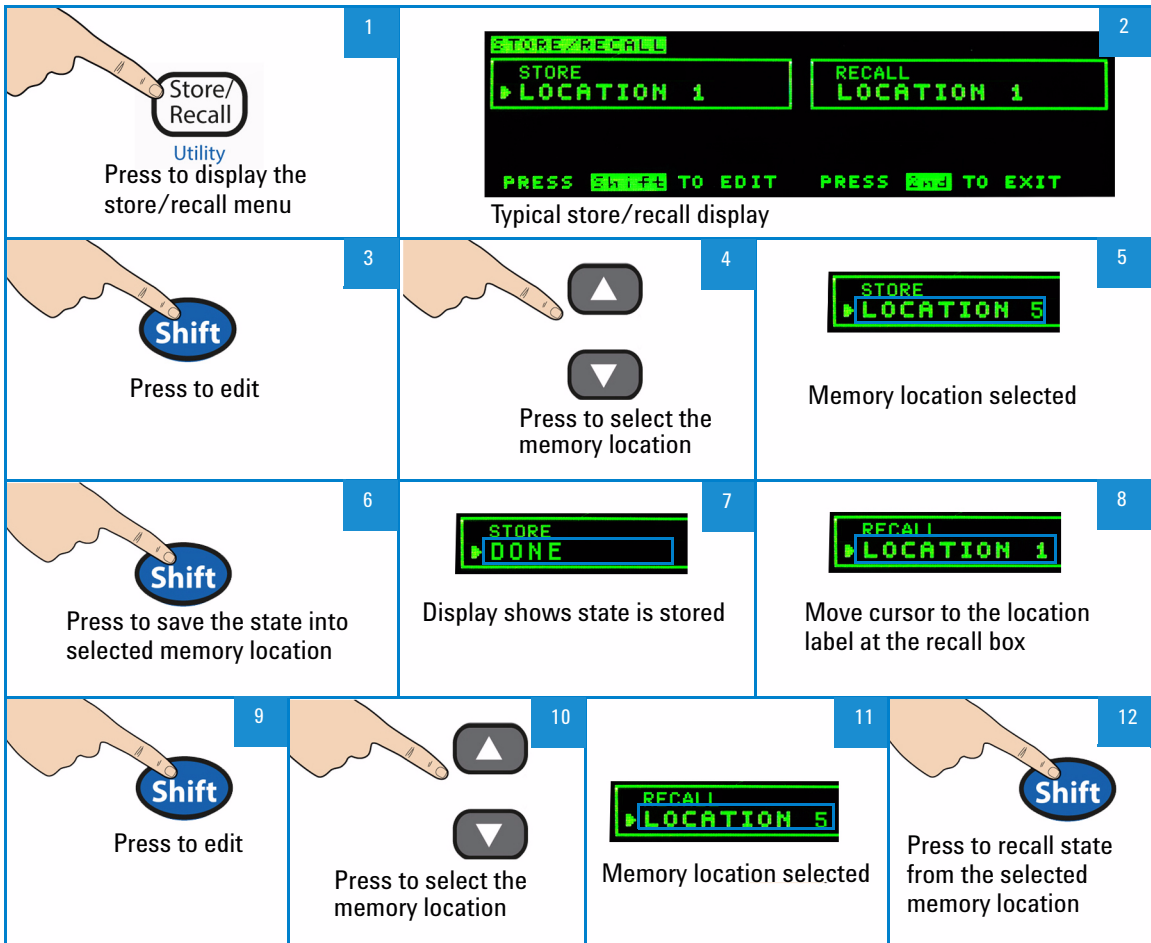 1
Store/
Recall
Utility
Press to display the
store/recall menu
2
STORE/RECALL
STORE
LOCATION 1
RECALL
LOCATION 1
PRESS Shift TO EDIT
PRESS 2nd TO EXIT
Typical store/recall display
3
Shift
Press to edit
4
Press to select the
memory location
5
STORE
LOCATION 5
Memory location selected
6
Shift
Press to save the state into
selected memory location
7
STORE
DONE
Display shows state is stored
8
RECALL
LOCATION 1
Move cursor to the location
label at the recall box
9
Shift
Press to edit
10
Press to select the
memory location
11
RECALL
LOCATION 5
Memory location selected
12
Shift
Press to recall state
from the selected
memory location